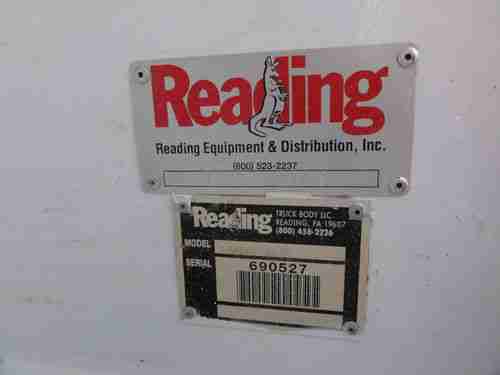 Reading
Reading Equipment & Distribution, Inc.
(800) 523-2237
Reading
TRUCK BODY LLC
READING, PA 19607
(800) 458-2226
MODEL
SERIAL
690527